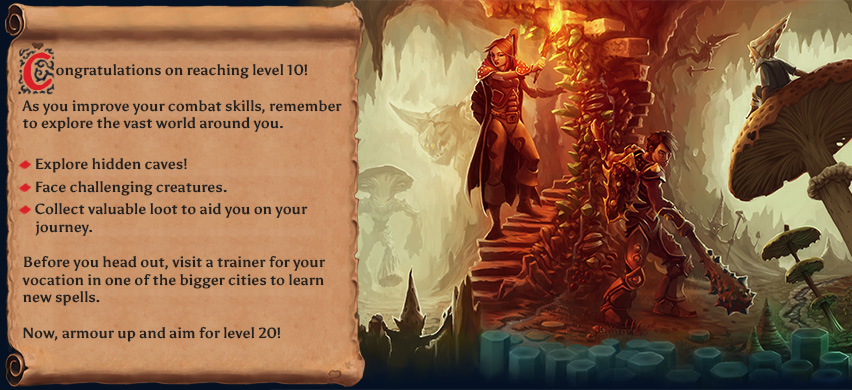 Congratulations on reaching level 10!
As you improve your combat skills, remember
to explore the vast world around you.
Explore hidden caves!
Face challenging creatures.
Collect valuable loot to aid you on your
journey.
Before you head out, visit a trainer for your
vocation in one of the bigger cities to learn
new spells.
Now, armour up and aim for level 20!